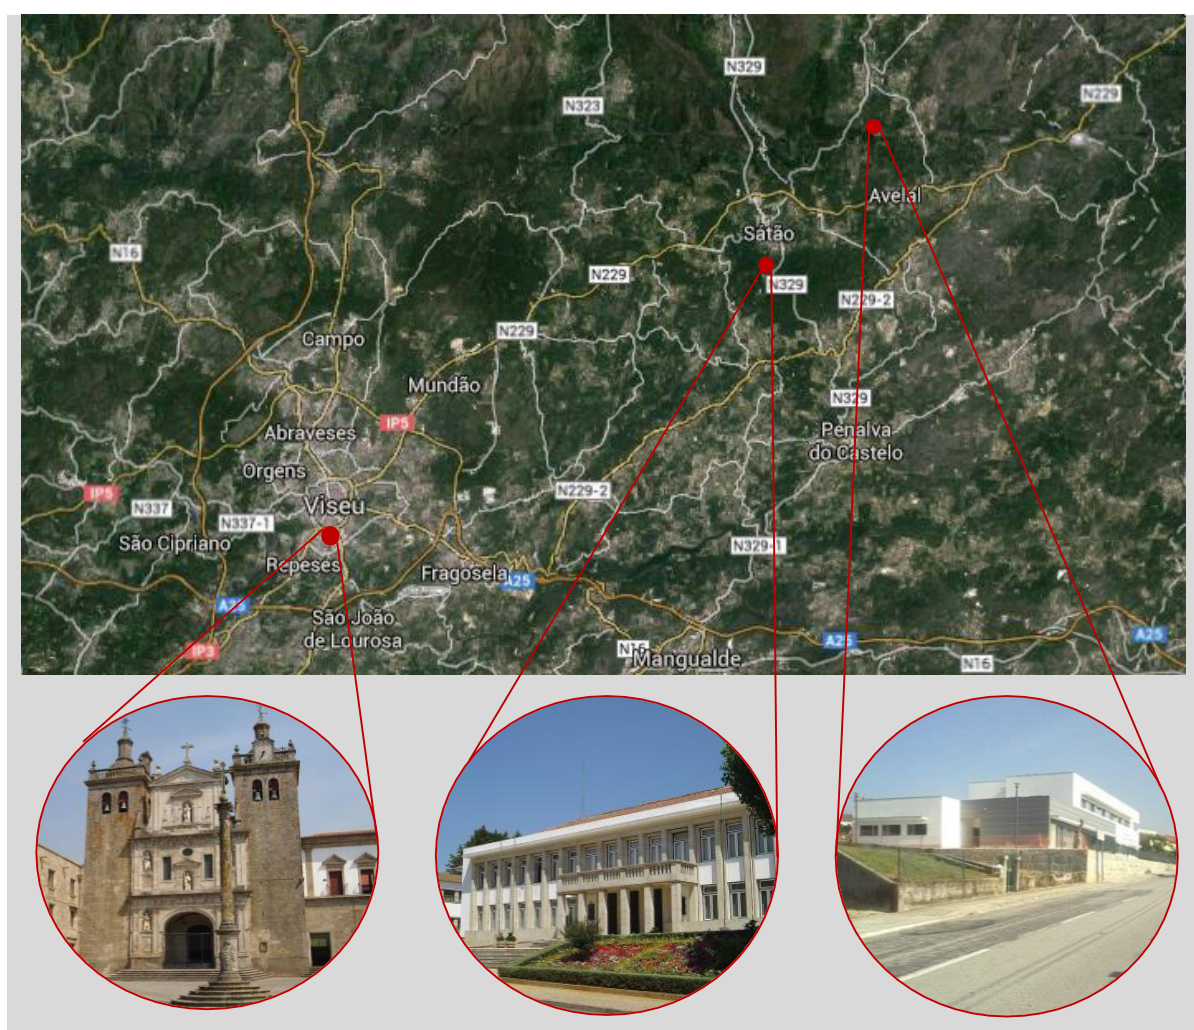 N329
N323
N229
Avelal
Sátão
N16
N229
N329
N229-2
N229
Campo
Mundão
N329
IP5
Abraveses
Penalva
do Castelo
Orgens
IP5
N229-2
N337
Viseu
N337-1
São Cipriano
N329-1
Repeses
Fragosela
A25
A25
São João
de Lourosa
A25
A25
IP3
N16
Mangualde
N16